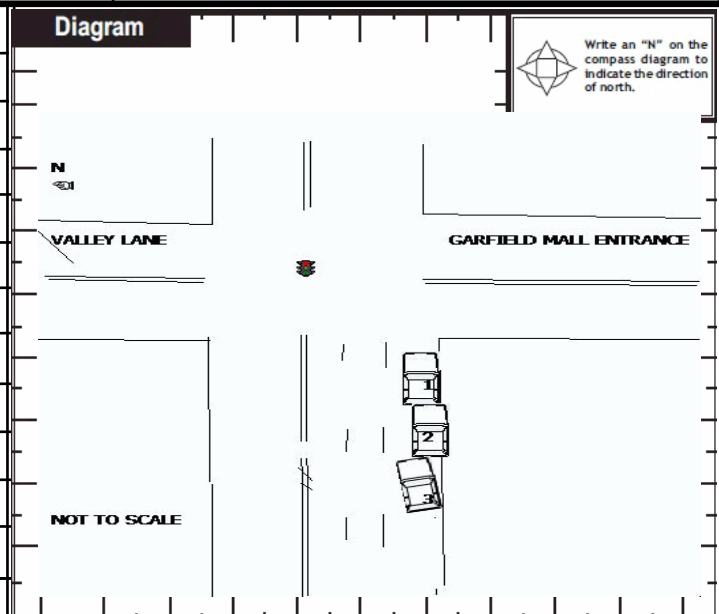 Diagram
Write an “N” on the
compass diagram to
indicate the direction
of north.
N
VALLEY LANE
GARFIELD MALL ENTRANCE
1
2
3
NOT TO SCALE